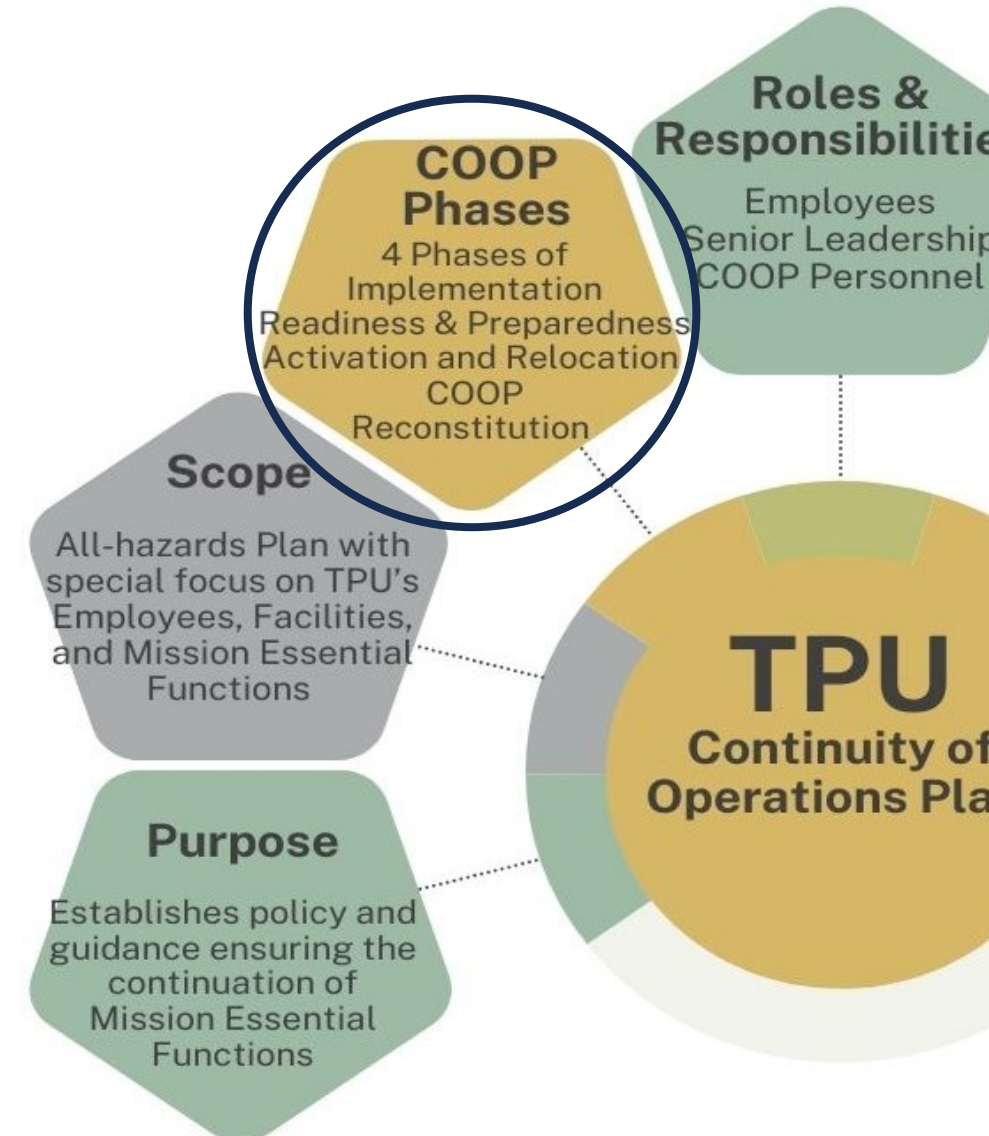 Roles &
Responsibilitie
Employees
Senior Leadership
COOP Personnel
COOP
Phases
4 Phases of
Implementation
Readiness & Preparedness
Activation and Relocation
COOP
Reconstitution
Scope
All-hazards Plan with
special focus on TPU’s
Employees, Facilities,
and Mission Essential
Functions
Purpose
Establishes policy and
guidance ensuring the
continuation of
Mission Essential
Functions
TPU
Continuity of
Operations Pla